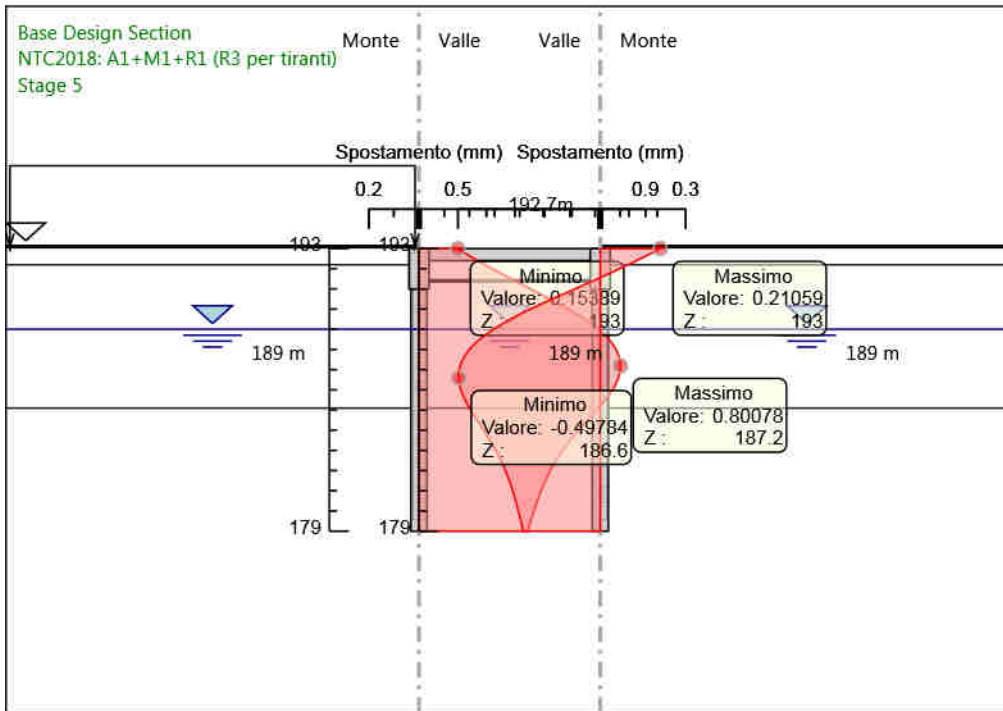 Base Design Section
NTC2018: A1+M1+R1 (R3 per tiranti)
Stage 5
Monte Valle Valle Monte
Spostamento (mm) Spostamento (mm)
0.2 0.5 0.9 0.3
192.7m
193 193
Minimo
Valore: 0.15389
Z : 193
Massimo
Valore: 0.21059
Z : 193
189 m 189 m 189 m
Minimo
Valore: -0.49784
Z : 186.6
Massimo
Valore: 0.80078
Z : 187.2
179 179